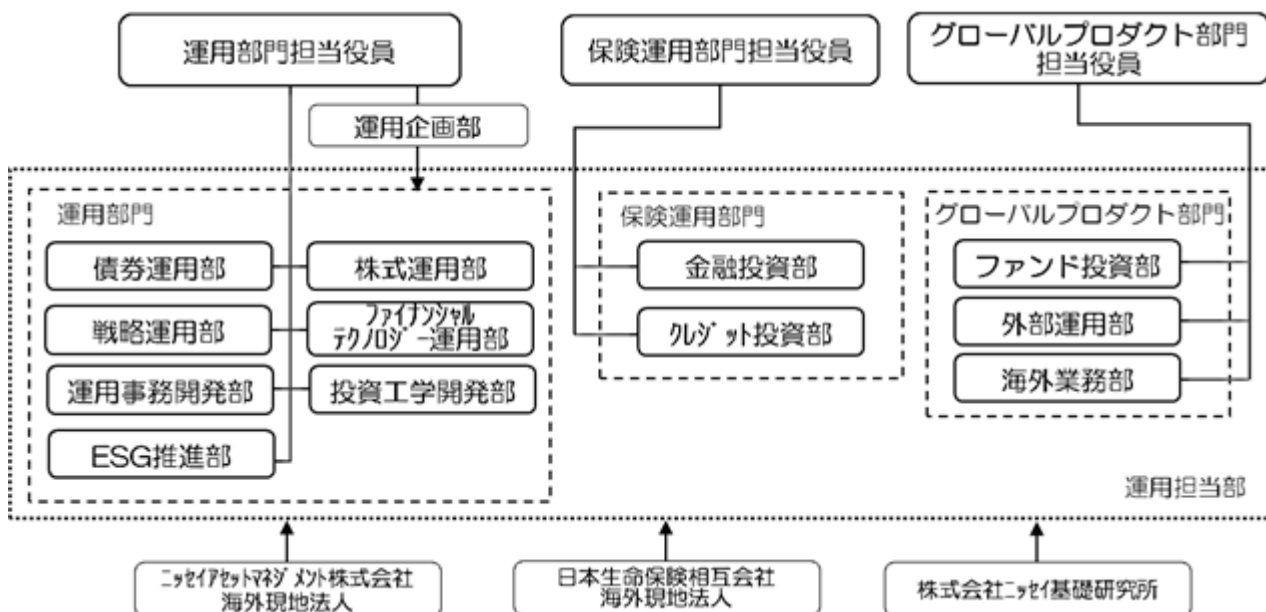 運用部門担当役員
保険運用部門担当役員
グローバルプロダクト部門
担当役員
運用企画部
運用部門
債券運用部
株式運用部
戦略運用部
ファイナンシャル
テクノロジー運用部
運用事務開発部
投資工学開発部
ESG推進部
保険運用部門
金融投資部
クレジット投資部
グローバルプロダクト部門
ファンド投資部
外部運用部
海外業務部
運用担当部
ニッセイアセットマネジメント株式会社
海外現地法人
日本生命保険相互会社
海外現地法人
株式会社ニッセイ基礎研究所